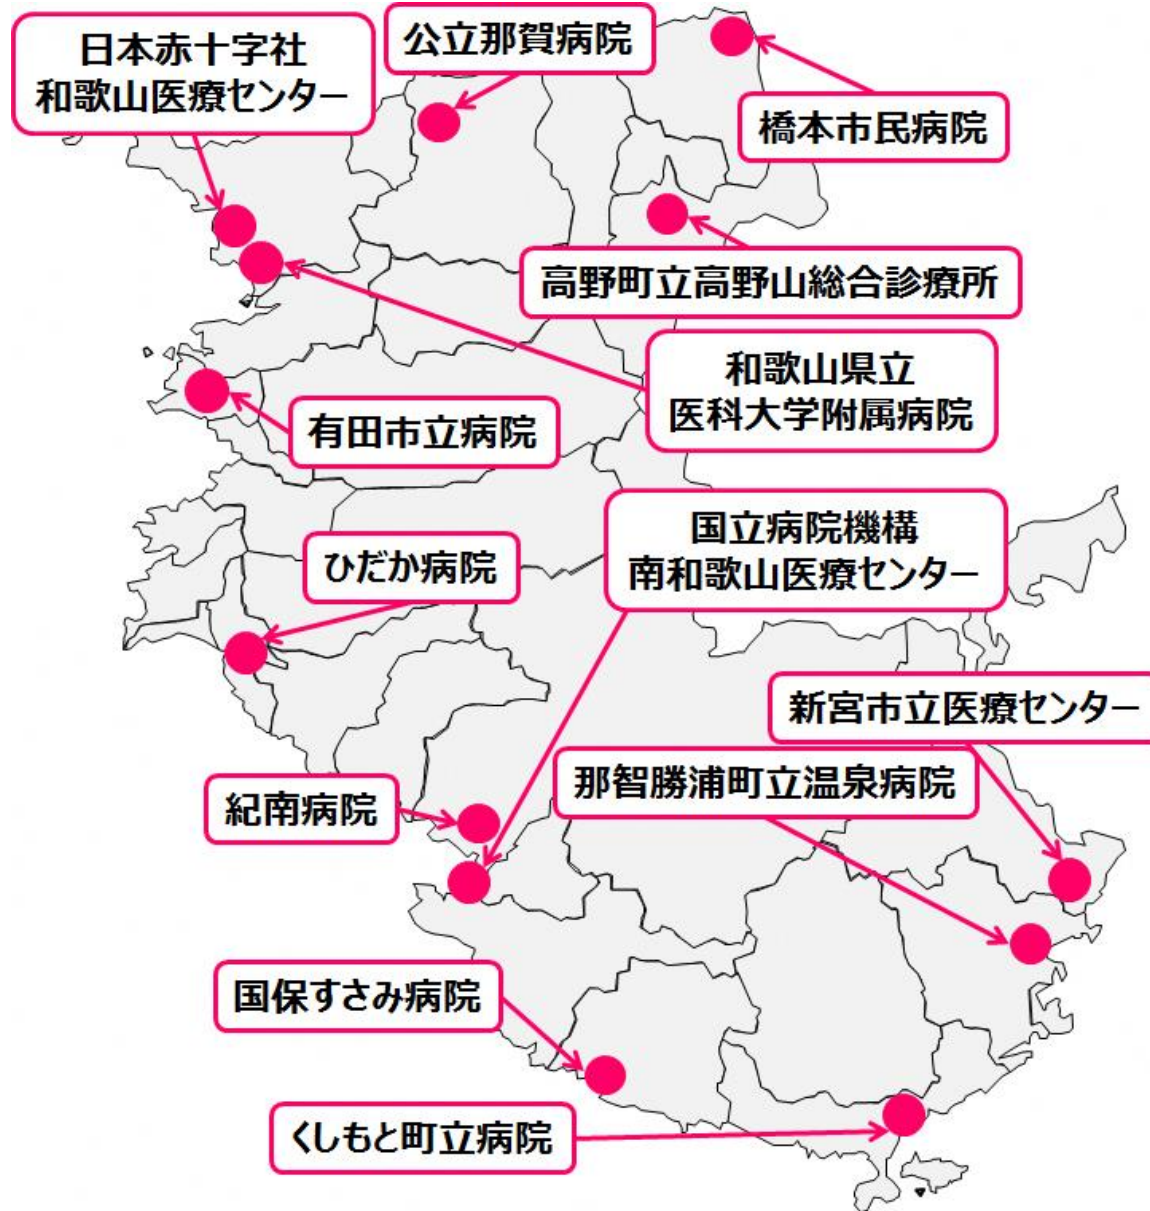 日本赤十字社
和歌山医療センター
公立那賀病院
橋本市民病院
高野町立高野山総合診療所
和歌山県立
医科大学附属病院
有田市立病院
国立病院機構
南和歌山医療センター
ひだか病院
新宮市立医療センター
那智勝浦町立温泉病院
紀南病院
国保すさみ病院
くしもと町立病院